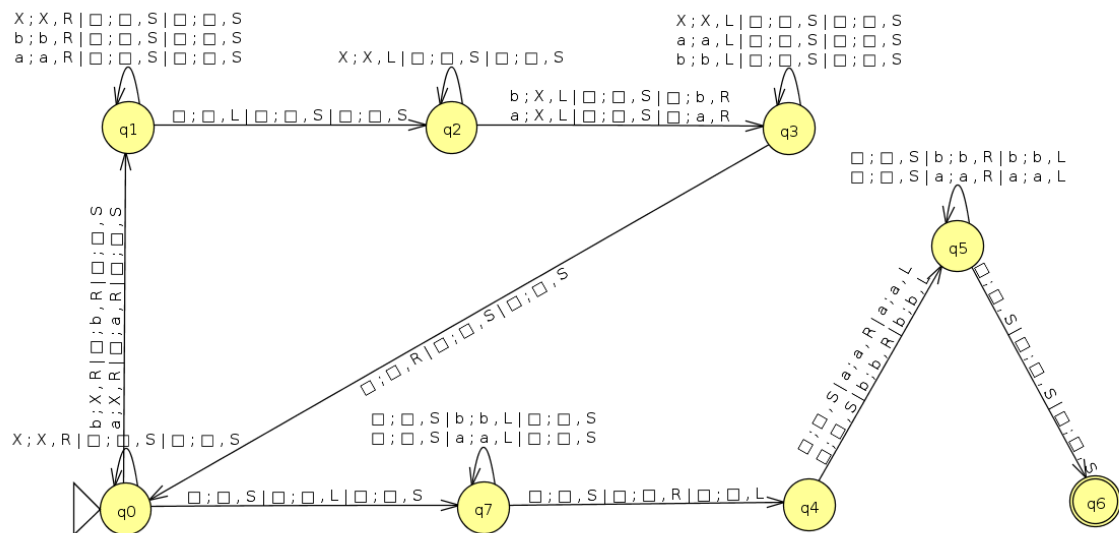 X;X,R|□;□,S|□;□,S
b;b,R|□;□,S|□;□,S
a;a,R|□;□,S|□;□,S
X;X,L|□;□,S|□;□,S
X;X,L|□;□,S|□;□,S
a;a,L|□;□,S|□;□,S
b;b,L|□;□,S|□;□,S
b;X,L|□;□,S|□;b,R
a;X,L|□;□,S|□;a,R
□;□,L|□;□,S|□;□,S
q1
q2
q3
□;□,S|b;b,R|b;b,L
□;□,S|a;a,R|a;a,L
q5
b;X,R|□;b,R|□;□,S
a;X,R|□;a,R|□;□,S
□;□,R|□;□,S|□;□,S
□;□,S|a;a,R|a;a,L
□;□,S|b;b,R|b;b,L
□;□,S|□;□,S|□;□,S
X;X,R|□;□,S|□;□,S
□;□,S|b;b,L|□;□,S
□;□,S|a;a,L|□;□,S
□;□,S|□;□,L|□;□,S
□;□,S|□;□,R|□;□,L
q0
q7
q4
q6